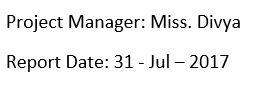 Project Manager: Miss. Divya
Report Date: 31 - Jul – 2017